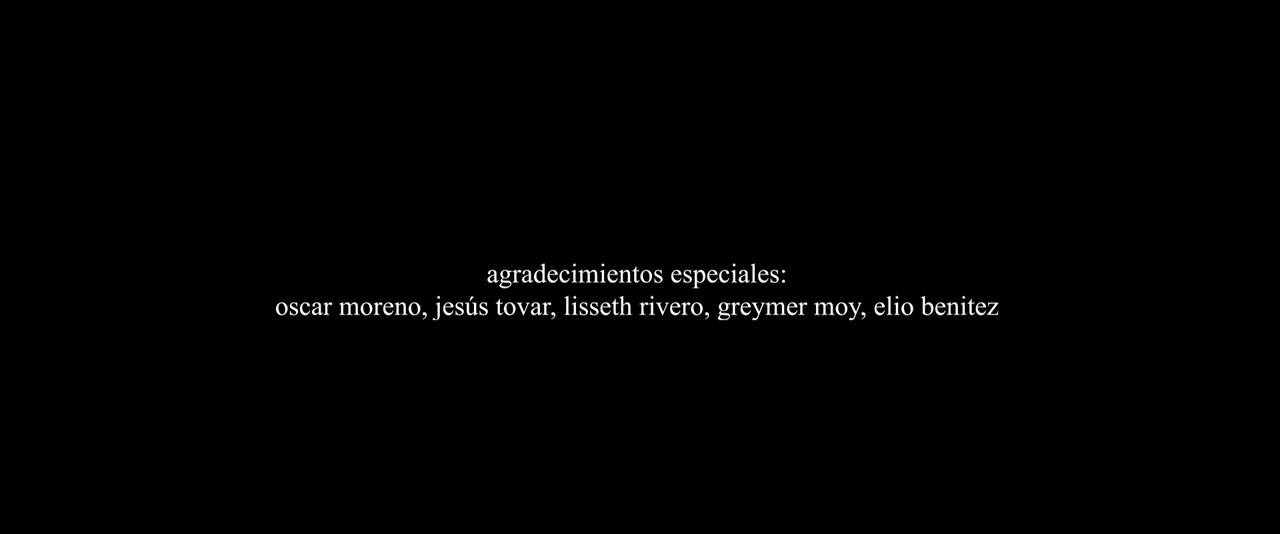 agradecimientos especiales:
oscar moreno, jesús tovar, lisseth rivero, greymer moy, elio benitez